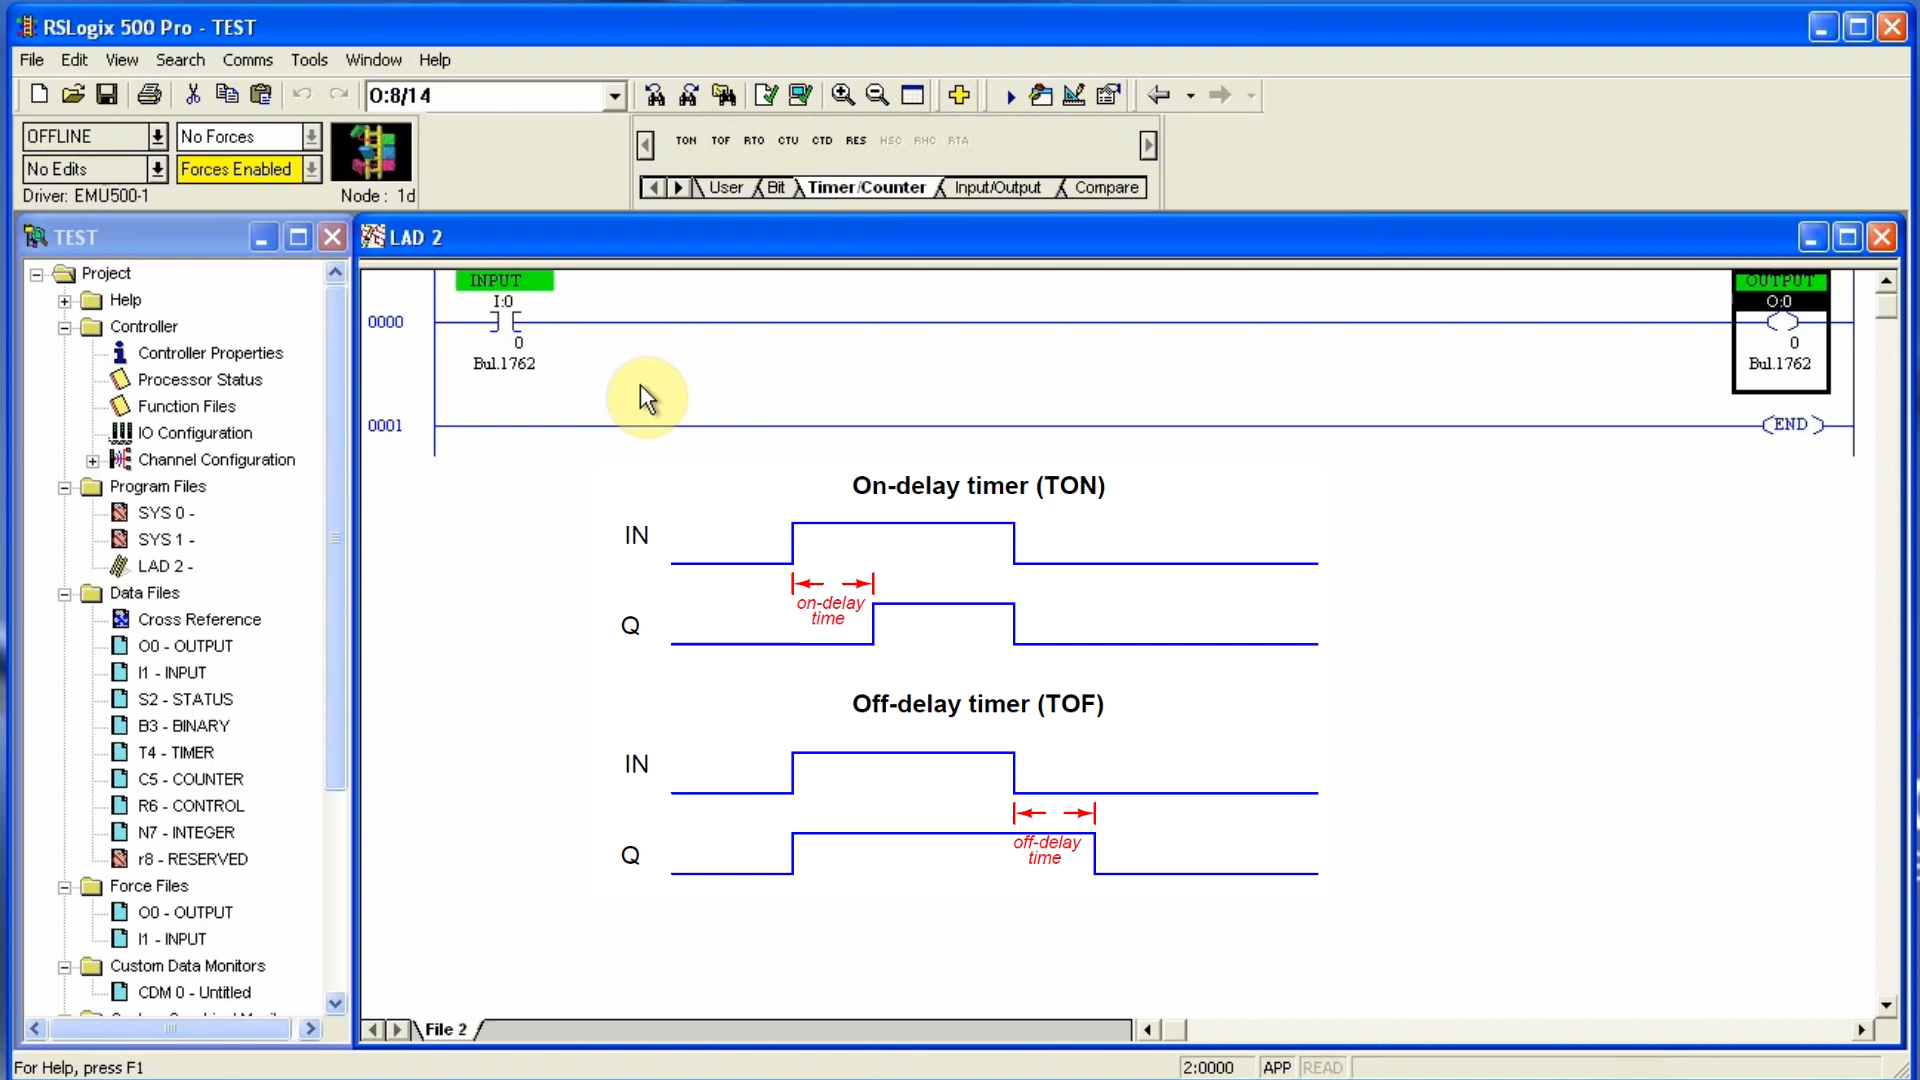 RSLogix 500 Pro - TEST
File Edit View Search Comms Tools Window Help
O:8/14
OFFLINE No Forces
No Edits Forces Enabled
Driver: EMU500-1 Node : 1d
TON TOF RTO CTU CTD RES HSC RHC RTA
User Bit Timer/Counter Input/Output Compare
TEST
Project
Help
Controller
Controller Properties
Processor Status
Function Files
IO Configuration
Channel Configuration
Program Files
SYS 0 -
SYS 1 -
LAD 2 -
Data Files
Cross Reference
O0 - OUTPUT
I1 - INPUT
S2 - STATUS
B3 - BINARY
T4 - TIMER
C5 - COUNTER
R6 - CONTROL
N7 - INTEGER
r8 - RESERVED
Force Files
O0 - OUTPUT
I1 - INPUT
Custom Data Monitors
CDM 0 - Untitled
LAD 2
INPUT OUTPUT
I:0 O:0
0000
0 0
Bul.1762 Bul.1762
0001 END
On-delay timer (TON)
IN
on-delay
time
Q
Off-delay timer (TOF)
IN
off-delay
time
Q
File 2
For Help, press F1 2:0000 APP READ